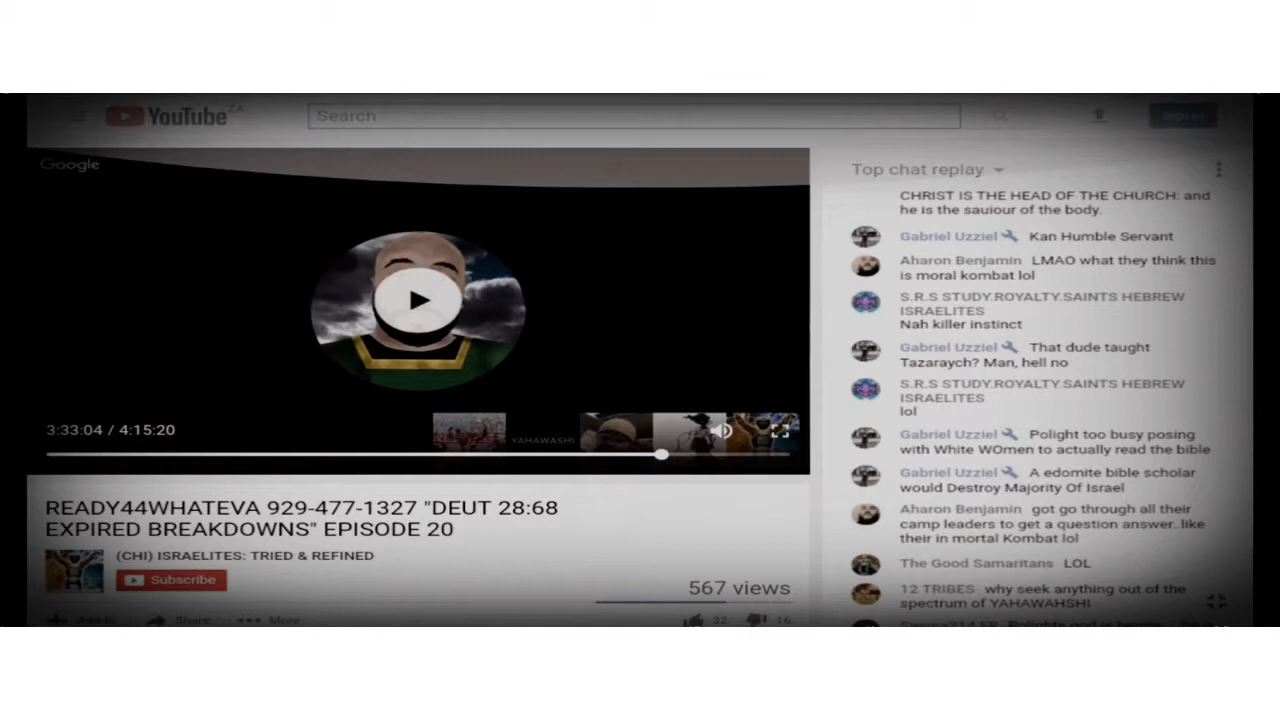 YouTube ZA
Search
Sign in
Google
Top chat replay
CHRIST IS THE HEAD OF THE CHURCH: and
he is the sauiour of the body.
Gabriel Uzziel Kan Humble Servant
Aharon Benjamin LMAO what they think this
is moral kombat lol
S.R.S STUDY.ROYALTY.SAINTS HEBREW
ISRAELITES
Nah killer instinct
Gabriel Uzziel That dude taught
Tazaraych? Man, hell no
S.R.S STUDY.ROYALTY.SAINTS HEBREW
ISRAELITES
lol
Gabriel Uzziel Polight too busy posing
with White WOmen to actually read the bible
Gabriel Uzziel A edomite bible scholar
would Destroy Majority Of Israel
Aharon Benjamin got go through all their
camp leaders to get a question answer..like
their in mortal Kombat lol
The Good Samaritans LOL
12 TRIBES why seek anything out of the
spectrum of YAHAWAHSHI
YAHAWASHI
3:33:04 / 4:15:20
READY44WHATEVA 929-477-1327 "DEUT 28:68
EXPIRED BREAKDOWNS" EPISODE 20
(CHI) ISRAELITES: TRIED & REFINED
Subscribe
567 views
Add to Share More 32 16